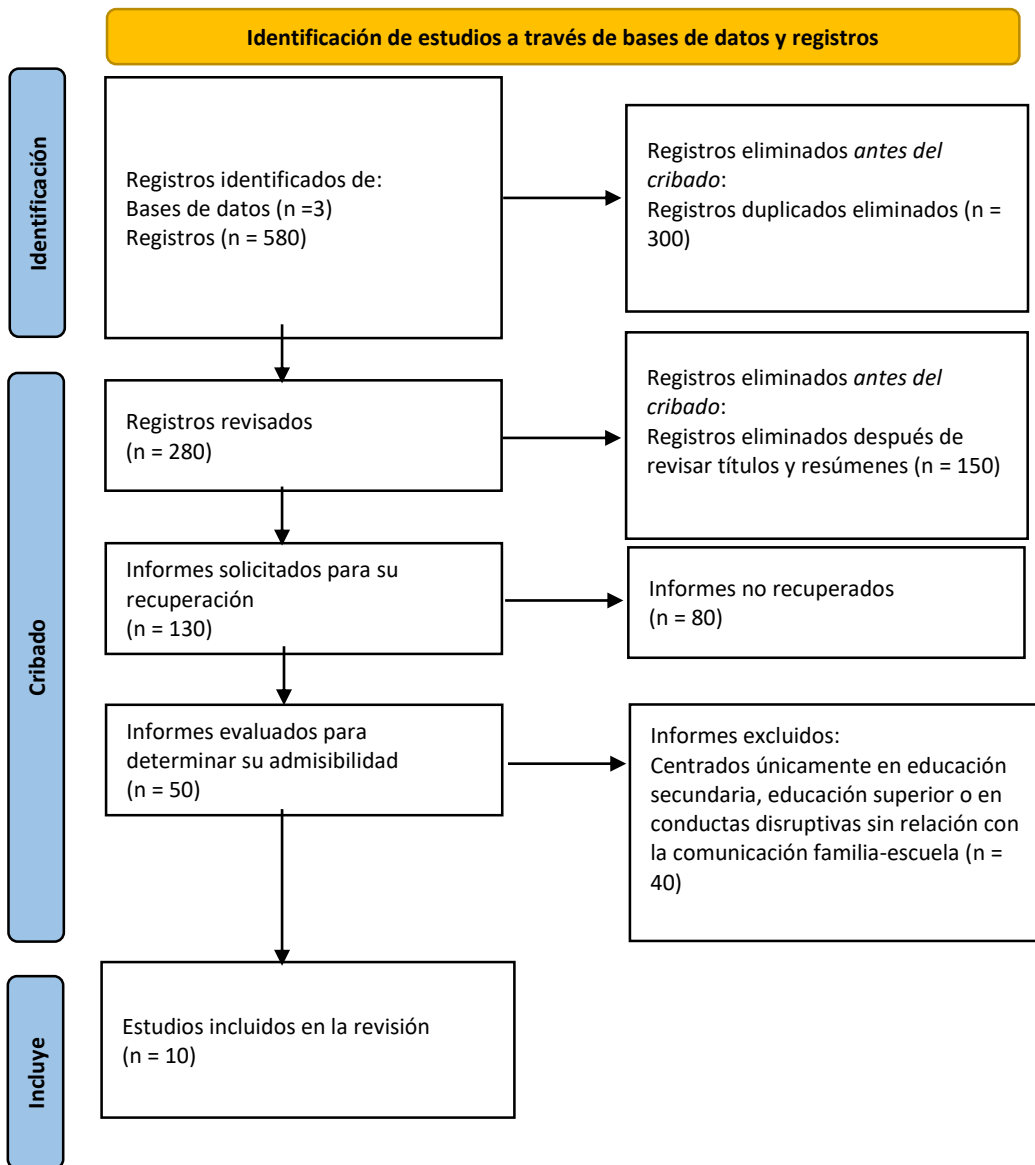 Identificación de estudios a través de bases de datos y registros
Identificación
Registros identificados de:
Bases de datos (n =3)
Registros (n = 580)
Registros eliminados antes del
cribado:
Registros duplicados eliminados (n =
300)
Cribado
Registros revisados
(n = 280)
Registros eliminados antes del
cribado:
Registros eliminados después de
revisar títulos y resúmenes (n = 150)
Informes solicitados para su
recuperación
(n = 130)
Informes no recuperados
(n = 80)
Informes evaluados para
determinar su admisibilidad
(n = 50)
Informes excluidos:
Centrados únicamente en educación
secundaria, educación superior o en
conductas disruptivas sin relación con
la comunicación familia-escuela (n =
40)
Incluye
Estudios incluidos en la revisión
(n = 10)